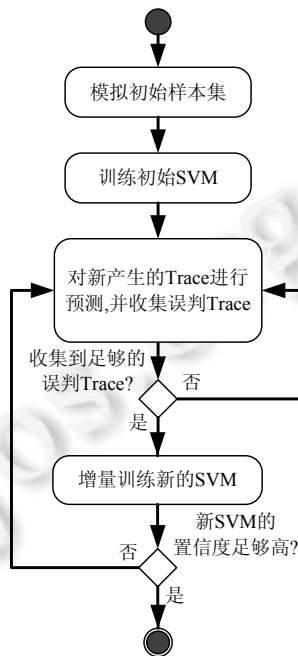 模拟初始样本集
训练初始SVM
对新产生的Trace进行
预测,并收集误判Trace
收集到足够的
误判Trace?
否
是
增量训练新的SVM
新SVM的
置信度足够高?
否
是